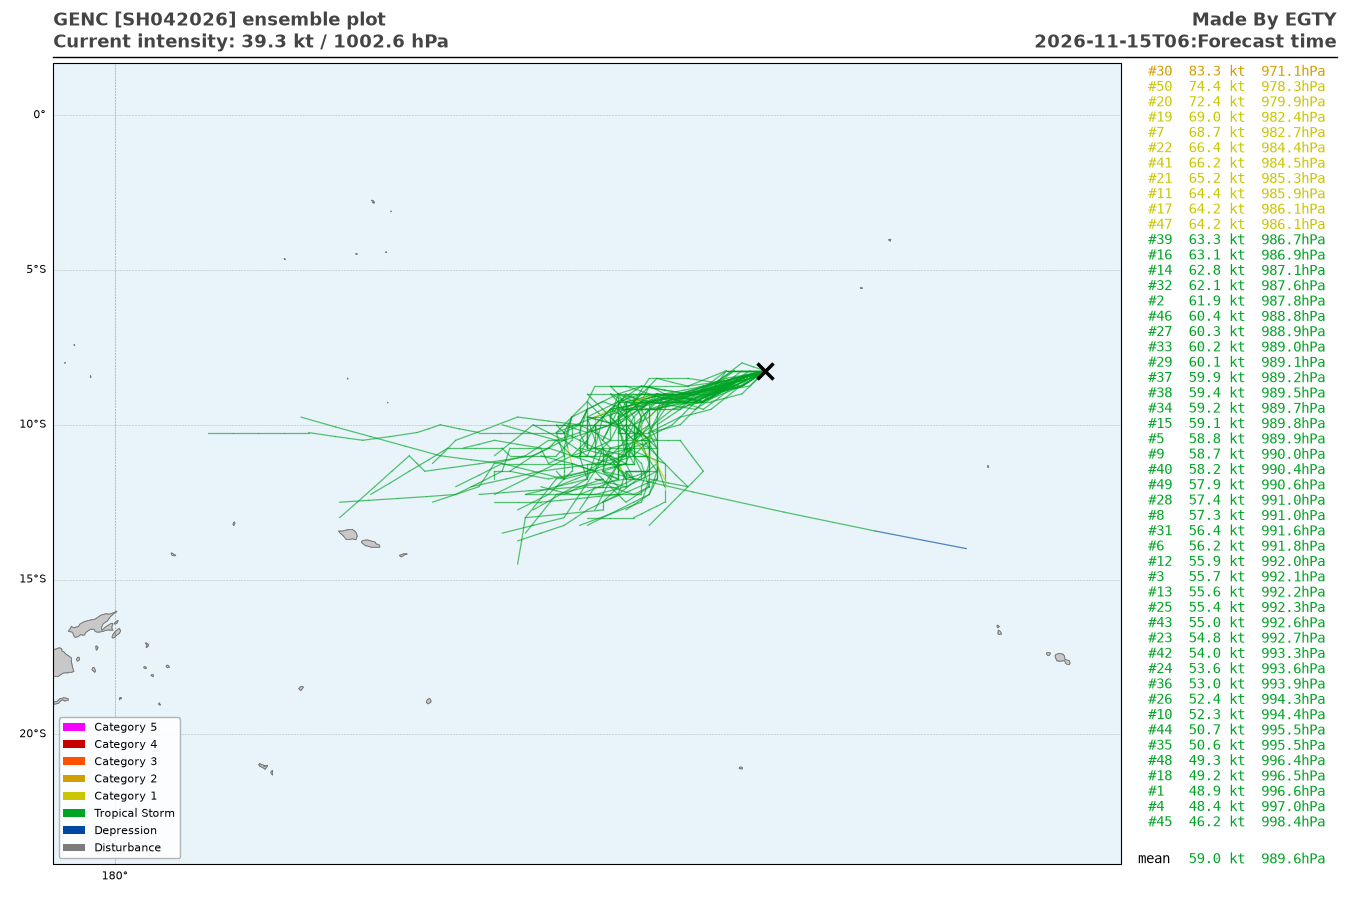 GENC [SH042026] ensemble plot
Current intensity: 39.3 kt / 1002.6 hPa
Made By EGTY
2026-11-15T06:Forecast time
0°
5°S
10°S
15°S
20°S
180°
Category 5
Category 4
Category 3
Category 2
Category 1
Tropical Storm
Depression
Disturbance
#30 83.3 kt 971.1hPa
#50 74.4 kt 978.3hPa
#20 72.4 kt 979.9hPa
#19 69.0 kt 982.4hPa
#7 68.7 kt 982.7hPa
#22 66.4 kt 984.4hPa
#41 66.2 kt 984.5hPa
#21 65.2 kt 985.3hPa
#11 64.4 kt 985.9hPa
#17 64.2 kt 986.1hPa
#47 64.2 kt 986.1hPa
#39 63.3 kt 986.7hPa
#16 63.1 kt 986.9hPa
#14 62.8 kt 987.1hPa
#32 62.1 kt 987.6hPa
#2 61.9 kt 987.8hPa
#46 60.4 kt 988.8hPa
#27 60.3 kt 988.9hPa
#33 60.2 kt 989.0hPa
#29 60.1 kt 989.1hPa
#37 59.9 kt 989.2hPa
#38 59.4 kt 989.5hPa
#34 59.2 kt 989.7hPa
#15 59.1 kt 989.8hPa
#5 58.8 kt 989.9hPa
#9 58.7 kt 990.0hPa
#40 58.2 kt 990.4hPa
#49 57.9 kt 990.6hPa
#28 57.4 kt 991.0hPa
#8 57.3 kt 991.0hPa
#31 56.4 kt 991.6hPa
#6 56.2 kt 991.8hPa
#12 55.9 kt 992.0hPa
#3 55.7 kt 992.1hPa
#13 55.6 kt 992.2hPa
#25 55.4 kt 992.3hPa
#43 55.0 kt 992.6hPa
#23 54.8 kt 992.7hPa
#42 54.0 kt 993.3hPa
#24 53.6 kt 993.6hPa
#36 53.0 kt 993.9hPa
#26 52.4 kt 994.3hPa
#10 52.3 kt 994.4hPa
#44 50.7 kt 995.5hPa
#35 50.6 kt 995.5hPa
#48 49.3 kt 996.4hPa
#18 49.2 kt 996.5hPa
#1 48.9 kt 996.6hPa
#4 48.4 kt 997.0hPa
#45 46.2 kt 998.4hPa
mean 59.0 kt 989.6hPa